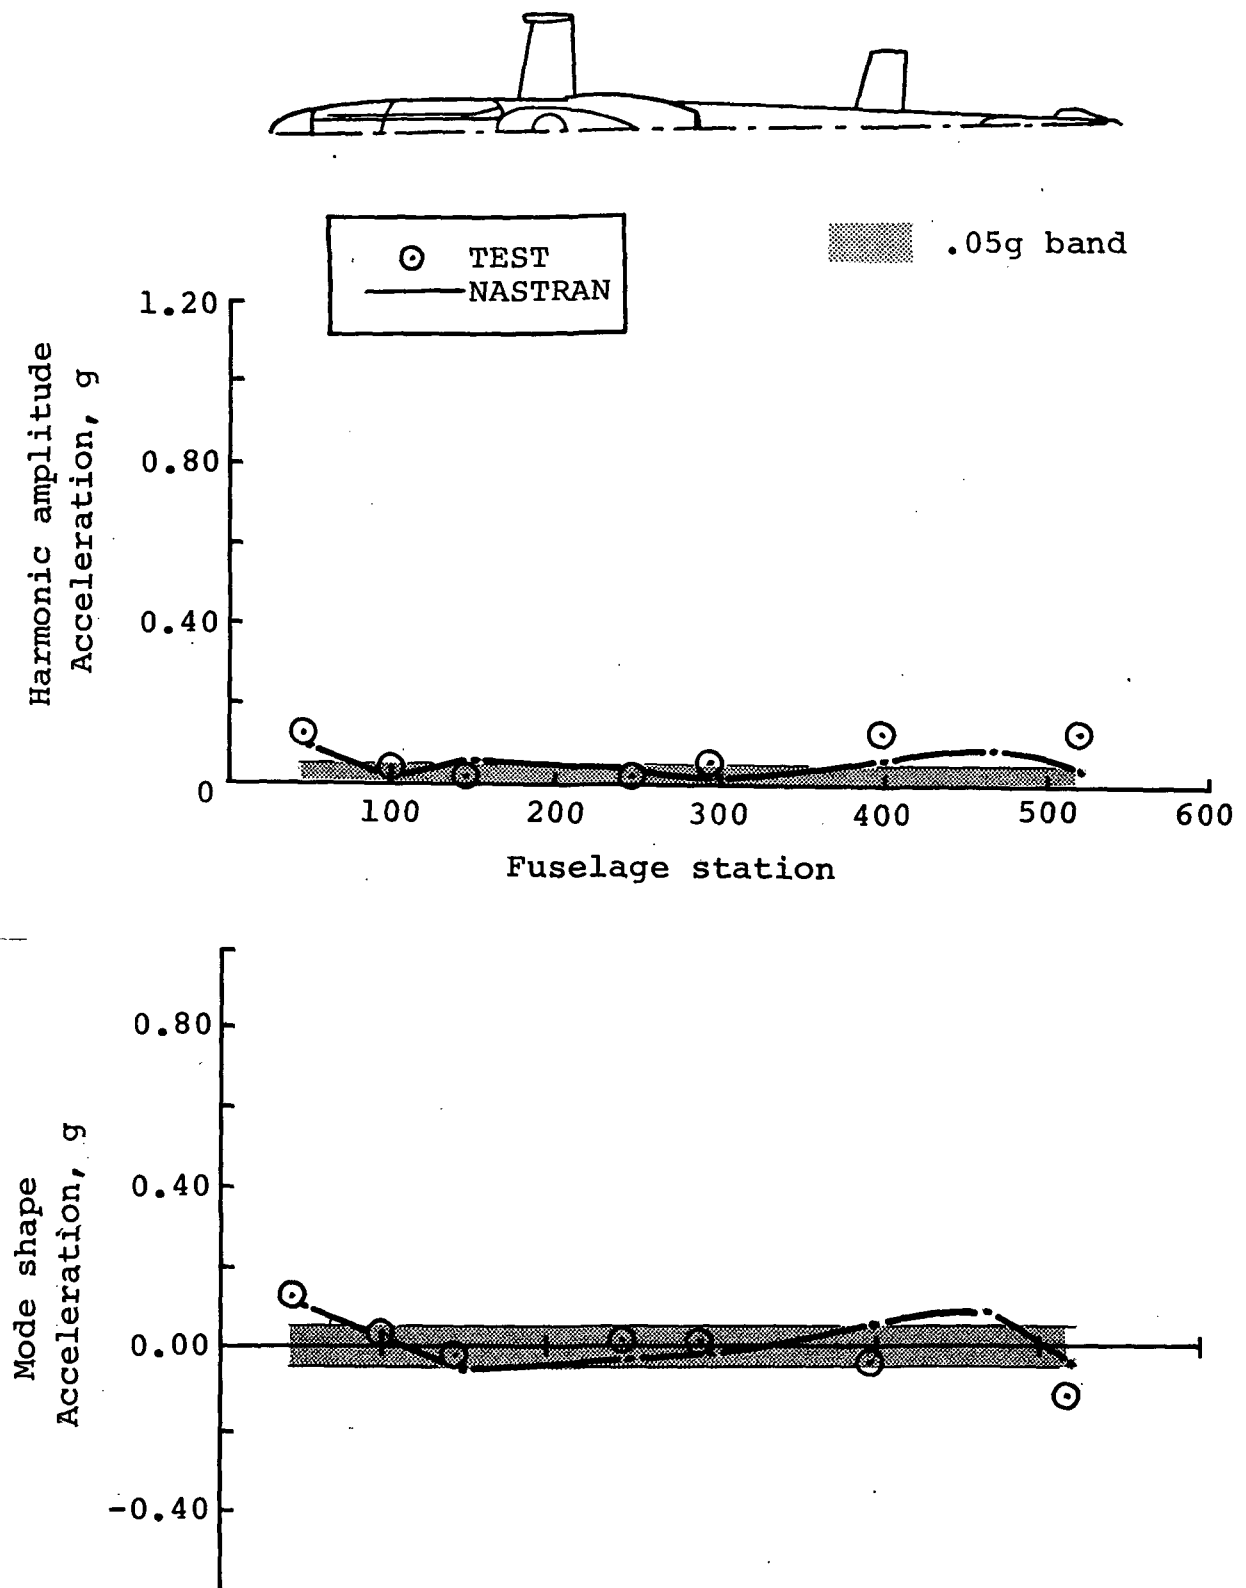 TEST
NASTRAN
.05g band
Harmonic amplitude
Acceleration, g
1.20
0.80
0.40
0
100
200
300
400
500
600
Fuselage station
Mode shape
Acceleration, g
0.80
0.40
0.00
-0.40